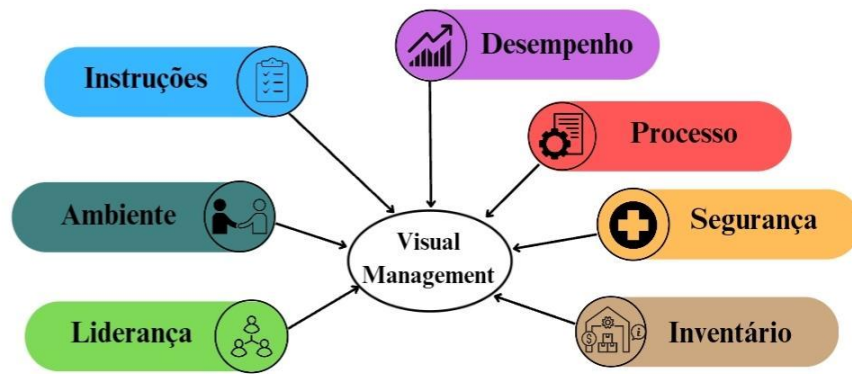 Desempenho
Instruções
Processo
Ambiente
Segurança
Visual
Management
Liderança
Inventário